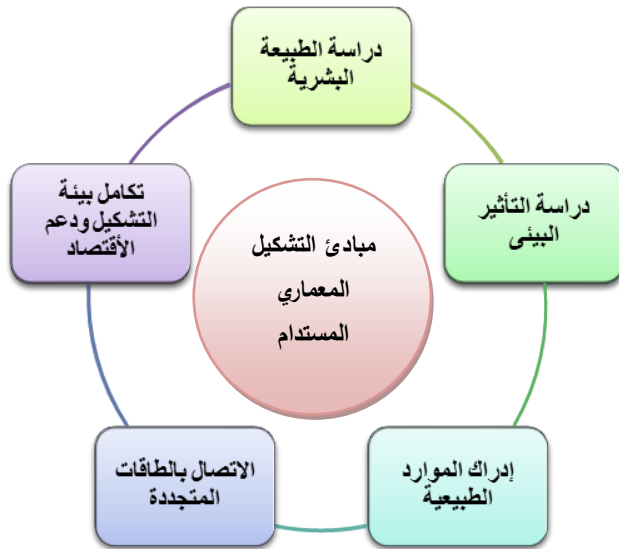 دراسة الطبيعة
البشرية
دراسة التأثير
البيئى
إدراك الموارد
الطبيعية
الاتصال بالطاقات
المتجددة
تكامل بيئة
التشكيل ودعم
الأقتصاد
مبادئ التشكيل
المعماري
المستدام